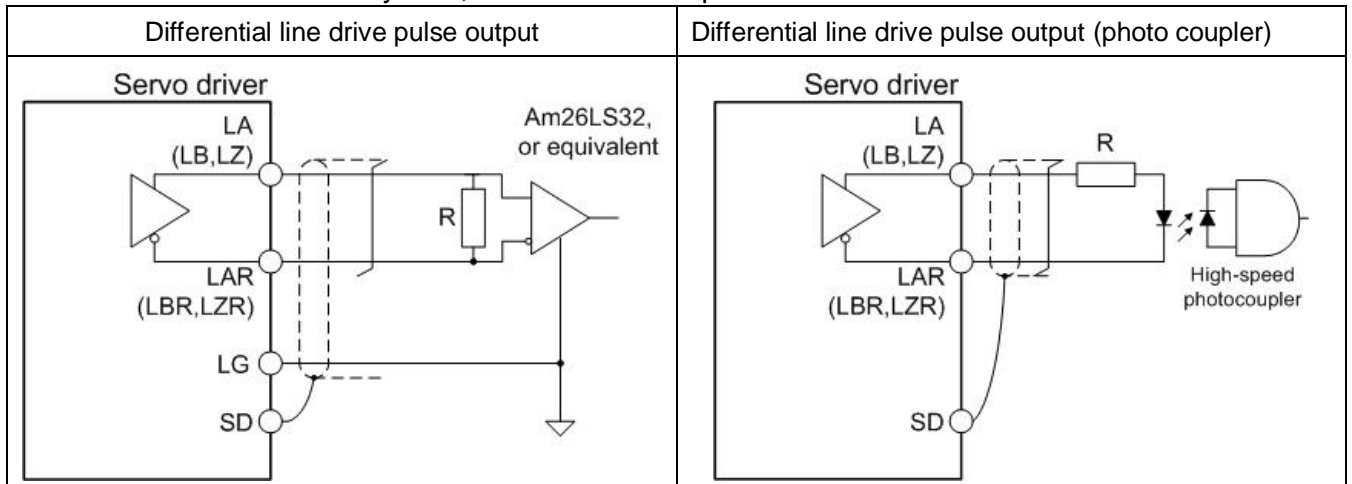 Differential line drive pulse output
Servo driver
LA
(LB,LZ)
LAR
(LBR,LZR)
LG
SD
R
Am26LS32,
or equivalent
Differential line drive pulse output (photo coupler)
Servo driver
LA
(LB,LZ)
LAR
(LBR,LZR)
SD
R
High-speed
photocoupler